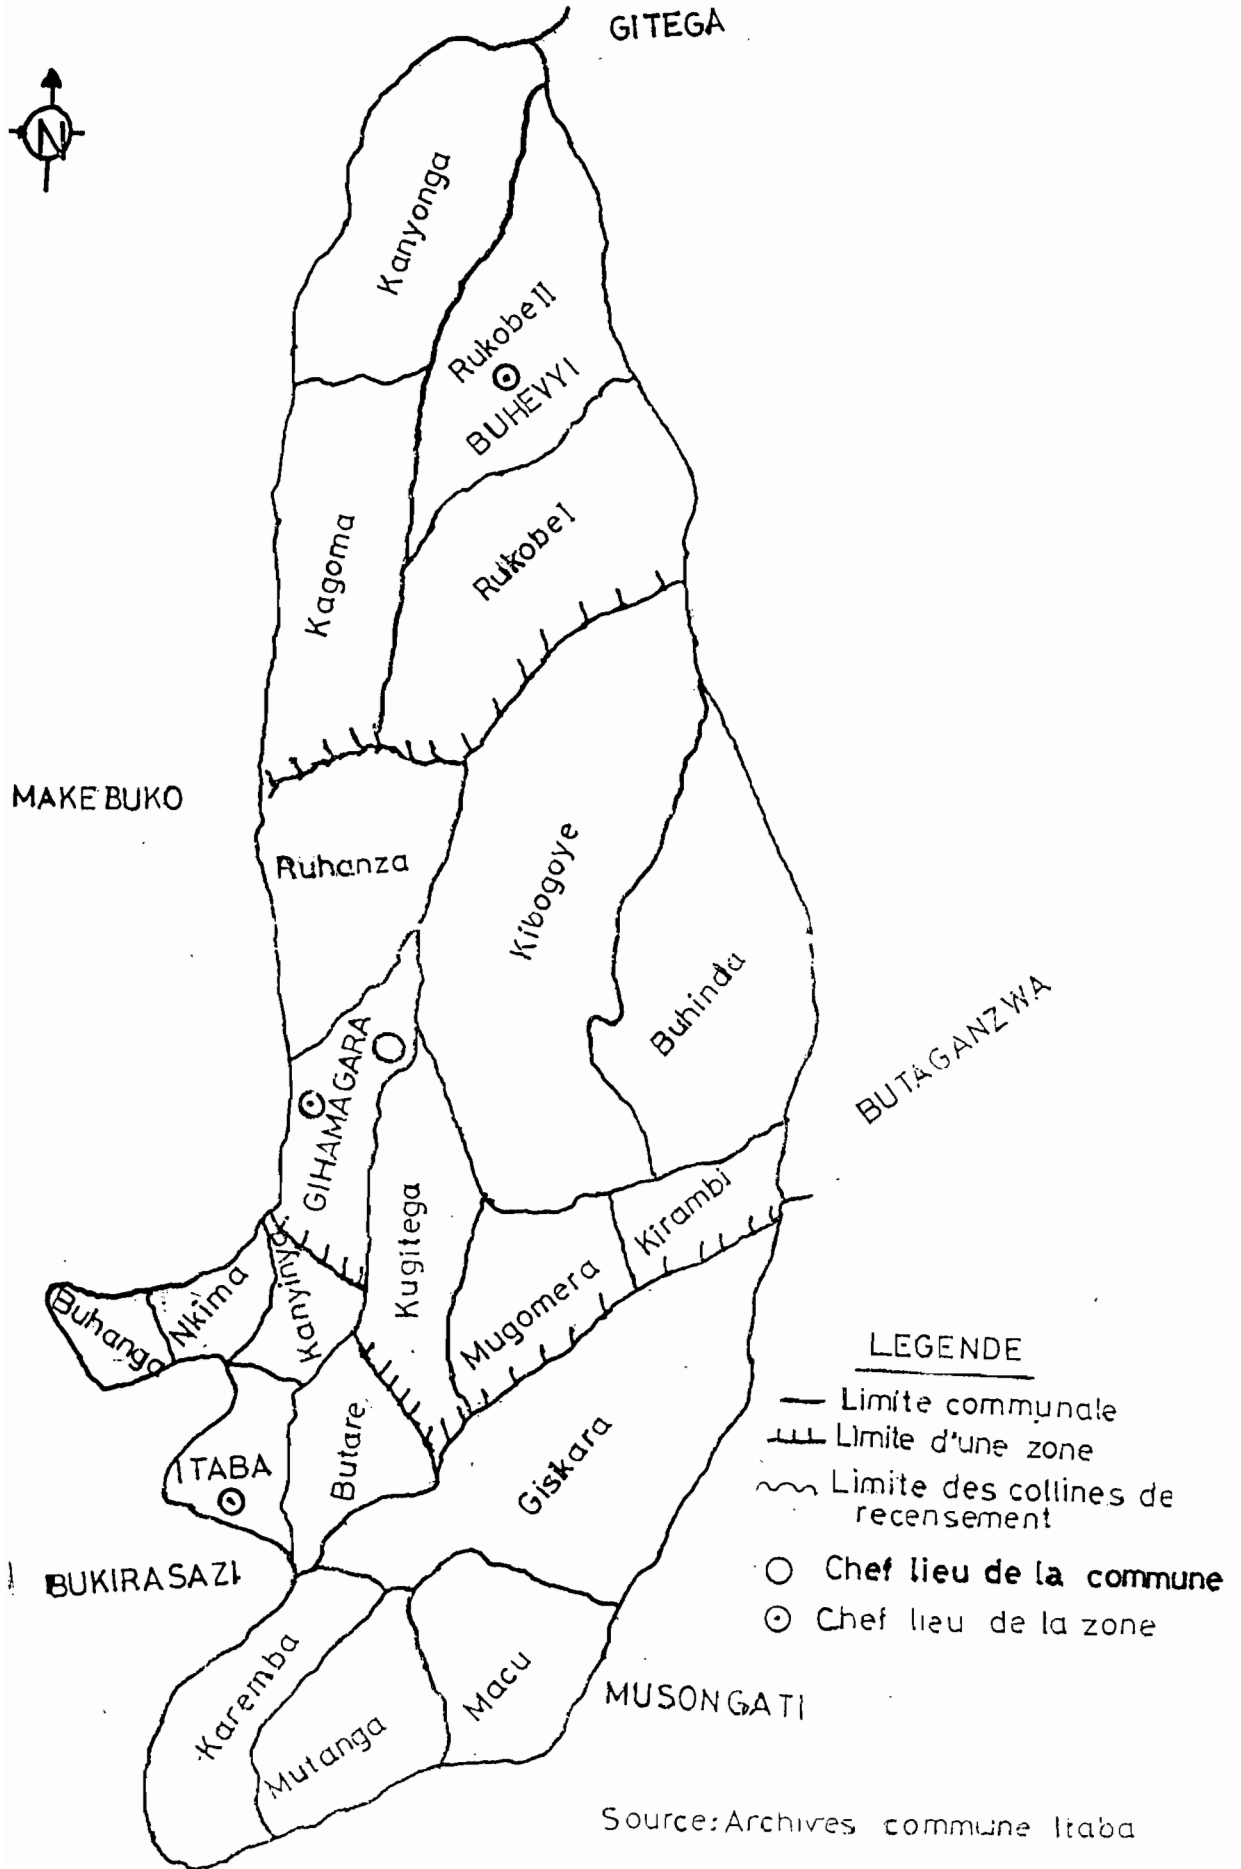 GITEGA
N
Kanyonga
Rukobe II
BUHEVYI
Rukobe I
Kagoma
MAKEBUKO
Ruhanza
Kibogoye
Buhinda
BUTAGANZWA
GIHAMAGARA
Kugitega
Kirambi
Mugomera
Kanyinya
Nkima
Buhanga
ITABA
Butare
Giskara
BUKIRASAZI
Karemba
Mutanga
Macu
MUSONGATI
LEGENDE
Limite communale
Limite d'une zone
Limite des collines de
recensement
Chef lieu de la commune
Chef lieu de la zone
Source: Archives commune Itaba